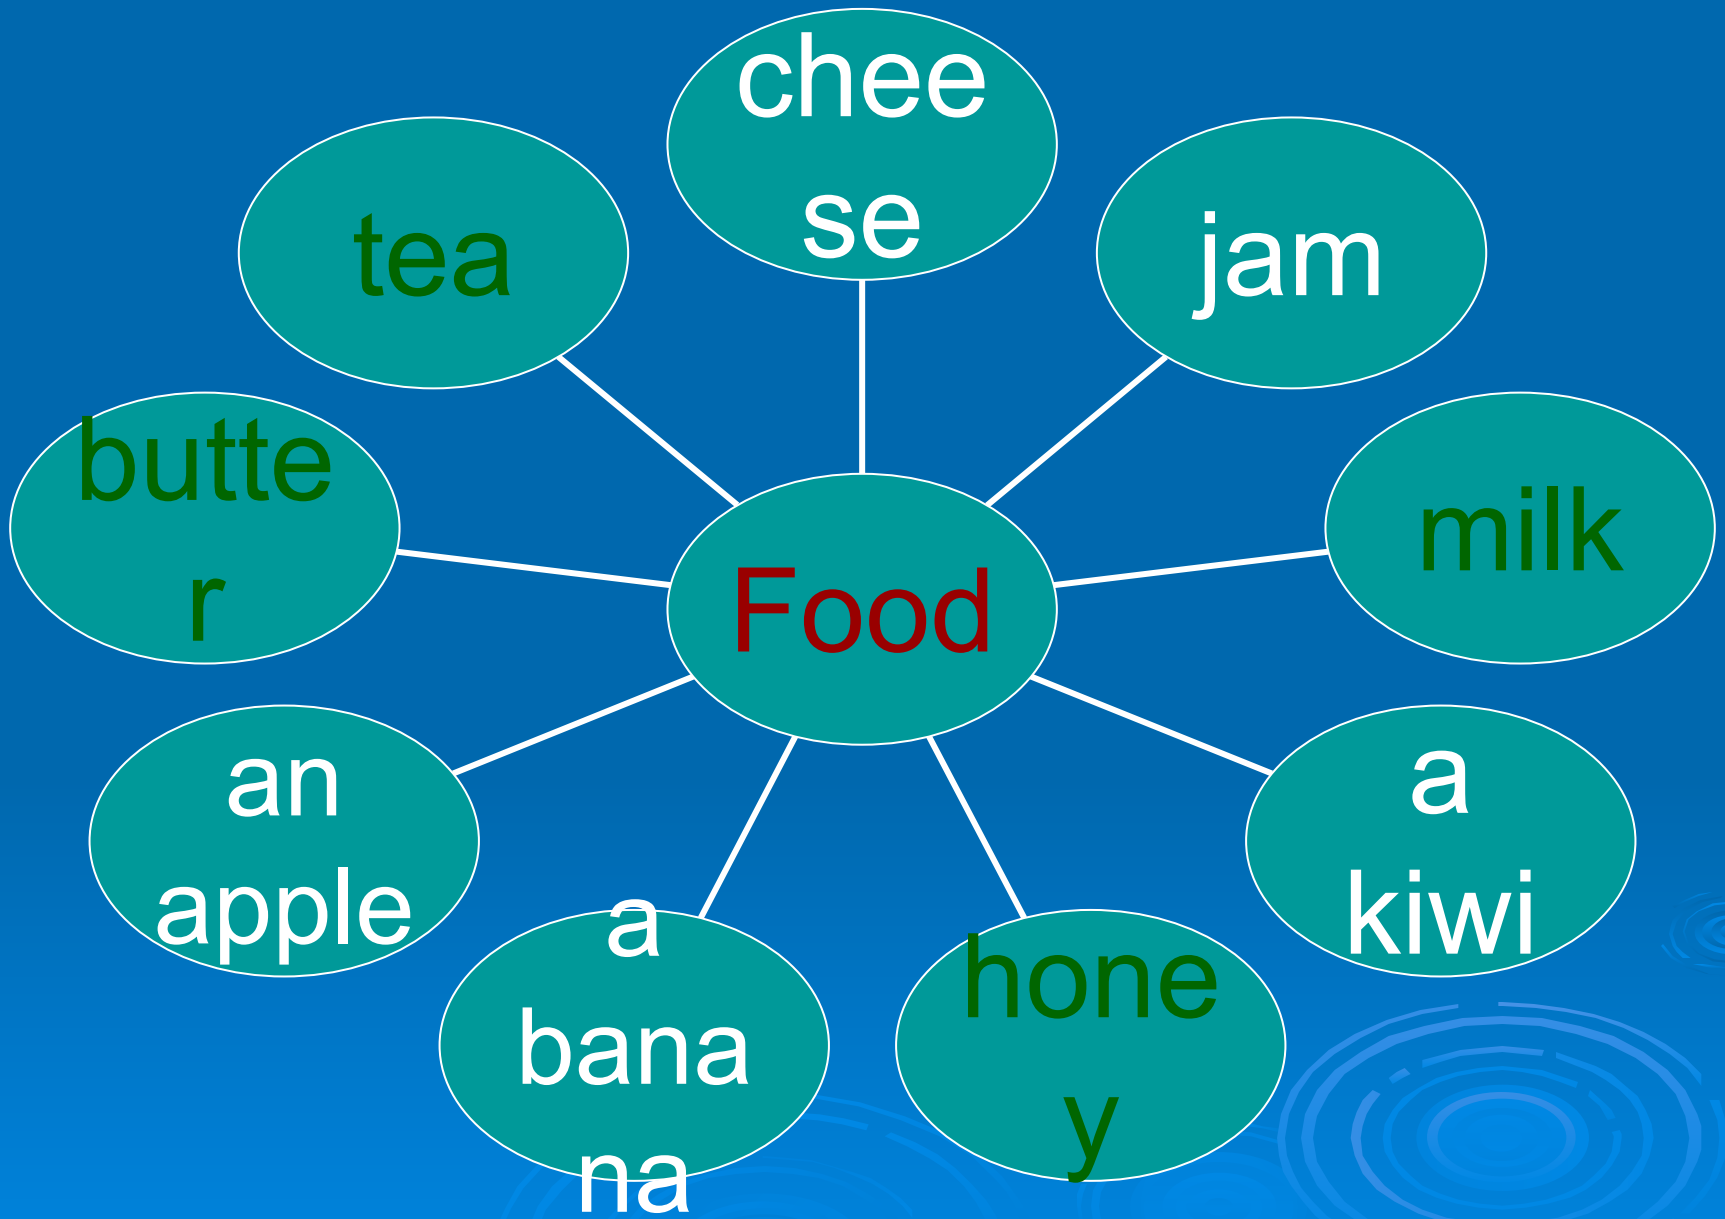 chee
se
tea
jam
butte
r
milk
Food
an
apple
a
kiwi
a
bana
na
hone
y